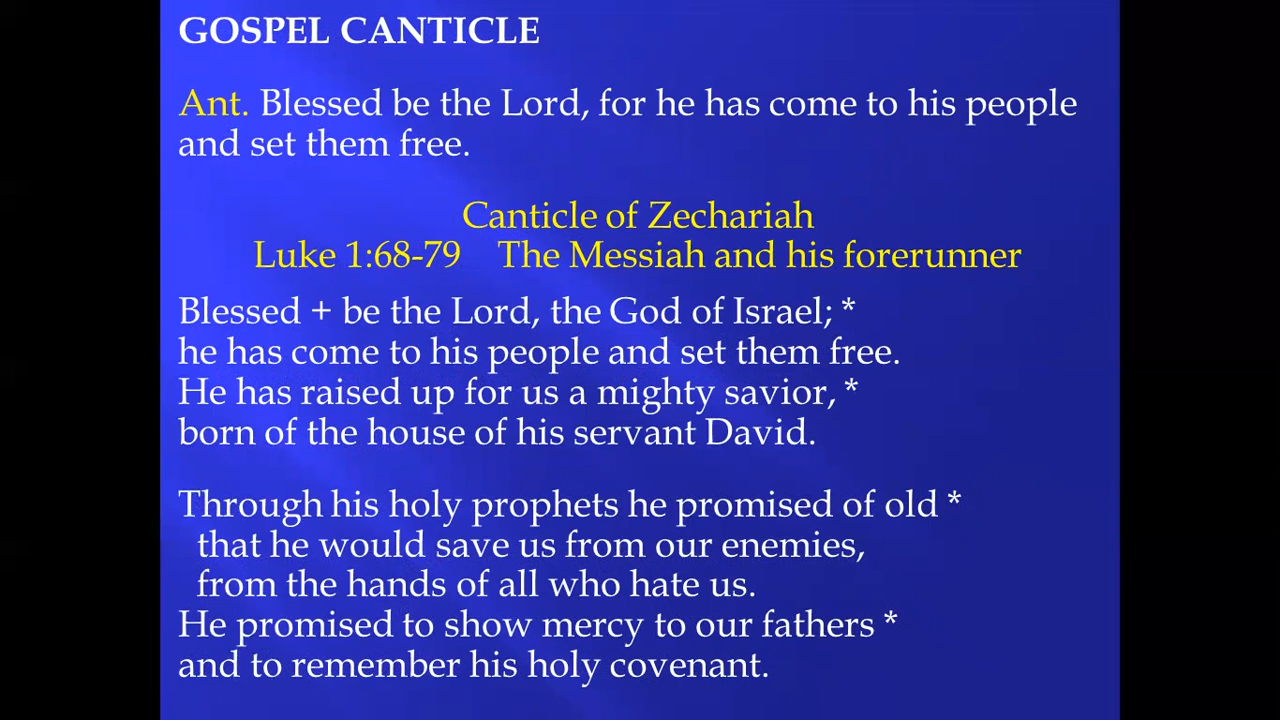 GOSPEL CANTICLE
Ant. Blessed be the Lord, for he has come to his people
and set them free.
Canticle of Zechariah
Luke 1:68-79 The Messiah and his forerunner
Blessed + be the Lord, the God of Israel; *
he has come to his people and set them free.
He has raised up for us a mighty savior, *
born of the house of his servant David.
Through his holy prophets he promised of old *
that he would save us from our enemies,
from the hands of all who hate us.
He promised to show mercy to our fathers *
and to remember his holy covenant.